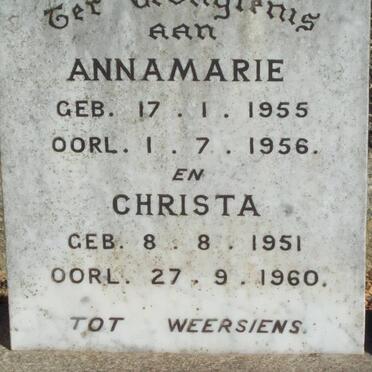 Ter
aan
ANNAMARIE
GEB. 17 . 1 . 1955
OORL. 1 . 7 . 1956.
EN
CHRISTA
GEB. 8 . 8 . 1951
OORL. 27 . 9 . 1960.
TOT WEERSIENS.